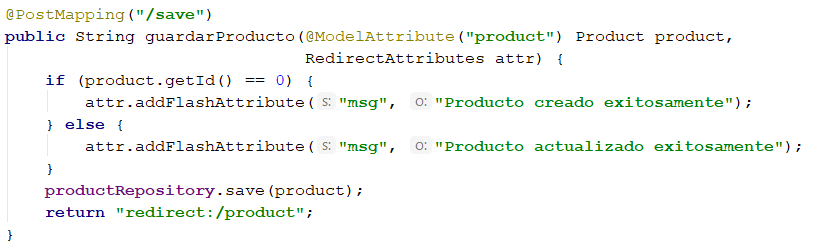 @PostMapping("/save")
public String guardarProducto(@ModelAttribute("product") Product product,
                              RedirectAttributes attr) {
    if (product.getId() == 0) {
        attr.addFlashAttribute( s: "msg", o: "Producto creado exitosamente");
    } else {
        attr.addFlashAttribute( s: "msg", o: "Producto actualizado exitosamente");
    }
    productRepository.save(product);
    return "redirect:/product";
}